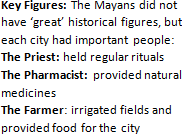 Key Figures: The Mayans did not
have ‘great’ historical figures, but
each city had important people:
The Priest: held regular rituals
The Pharmacist: provided natural
medicines
The Farmer: irrigated fields and
provided food for the city